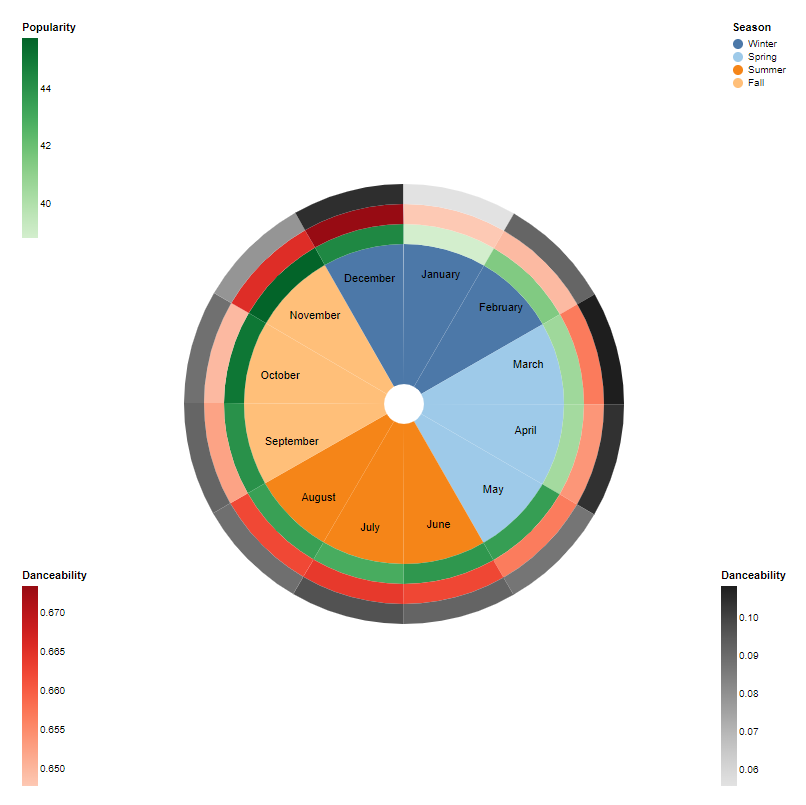 Popularity
44
42
40
Season
Winter
Spring
Summer
Fall
December
January
February
November
March
October
April
September
May
August
July
June
Danceability
0.670
0.665
0.660
0.655
0.650
Danceability
0.10
0.09
0.08
0.07
0.06